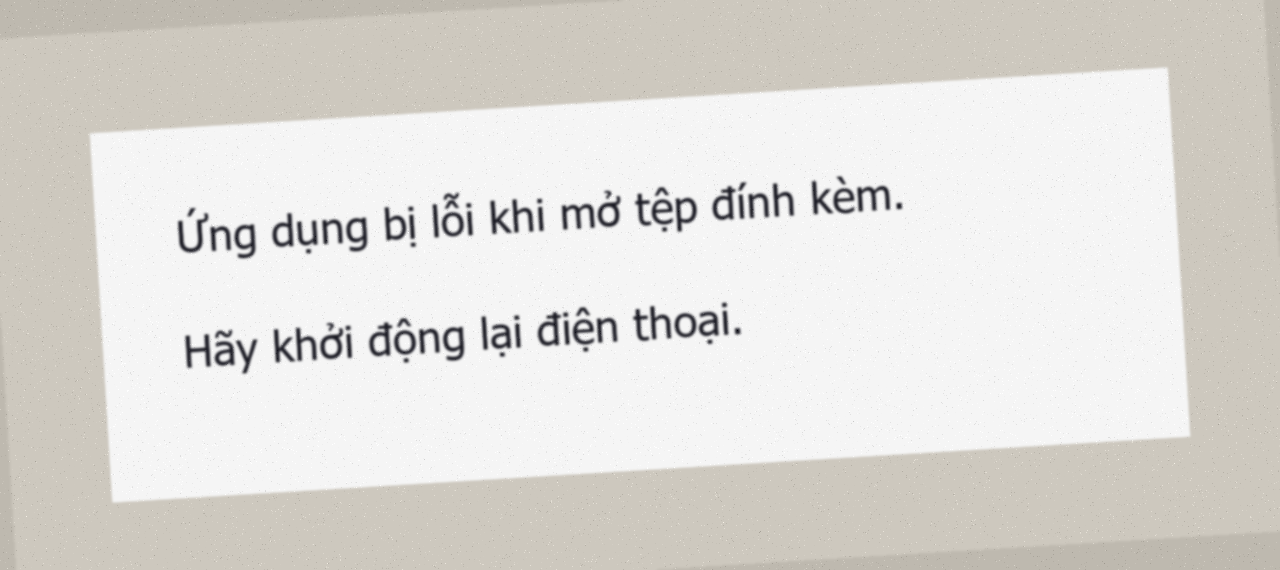 Ứng dụng bị lỗi khi mở tệp đính kèm.
Hãy khởi động lại điện thoại.